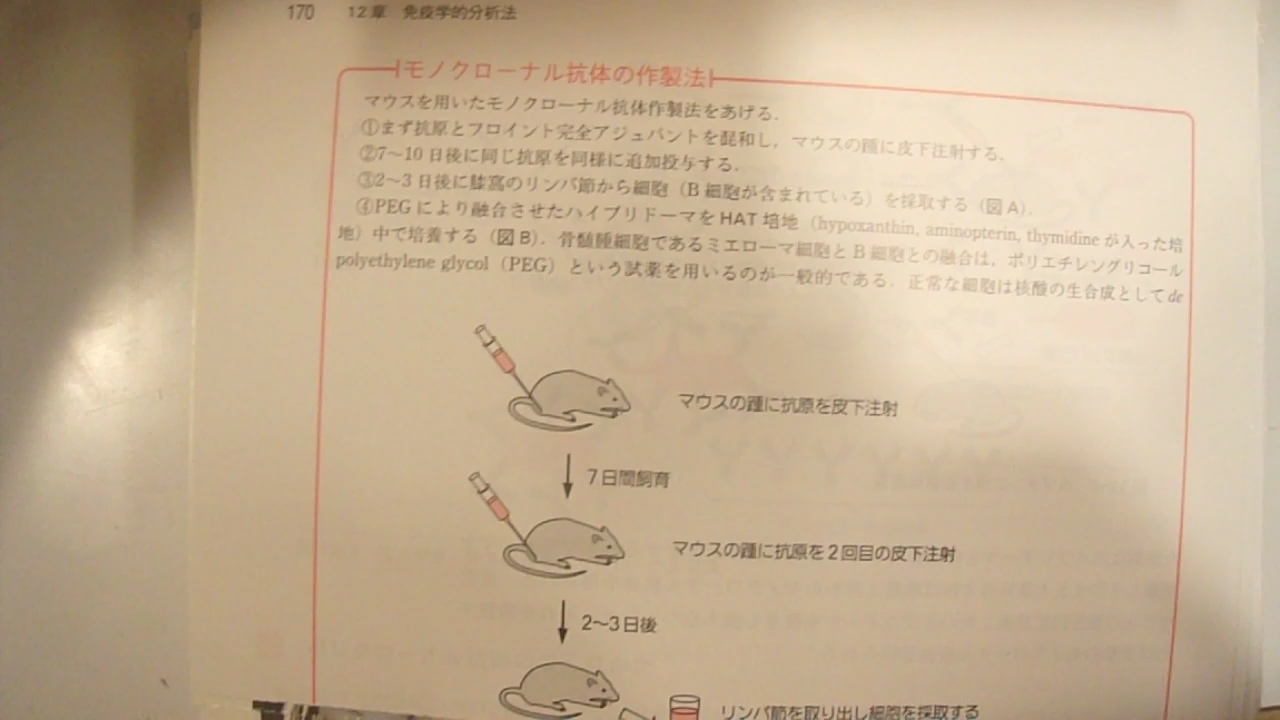 170 12章 免疫学的分析法
モノクローナル抗体の作製法
マウスを用いたモノクローナル抗体作製法をあげる.
①まず抗原とフロイント完全アジュバントを混和し，マウスの踵に皮下注射する.
②7〜10日後に同じ抗原を同様に追加投与する.
③2〜3日後に膝窩のリンパ節から細胞（B細胞が含まれている）を採取する（図A）.
④PEGにより融合させたハイブリドーマをHAT培地（hypoxanthin, aminopterin, thymidineが入った培
地）中で培養する（図B）. 骨髄腫細胞であるミエローマ細胞とB細胞との融合は，ポリエチレングリコール
polyethylene glycol（PEG）という試薬を用いるのが一般的である. 正常な細胞は核酸の生合成としてde
マウスの踵に抗原を皮下注射
7日間飼育
マウスの踵に抗原を2回目の皮下注射
2〜3日後
リンパ節を取り出し細胞を採取する